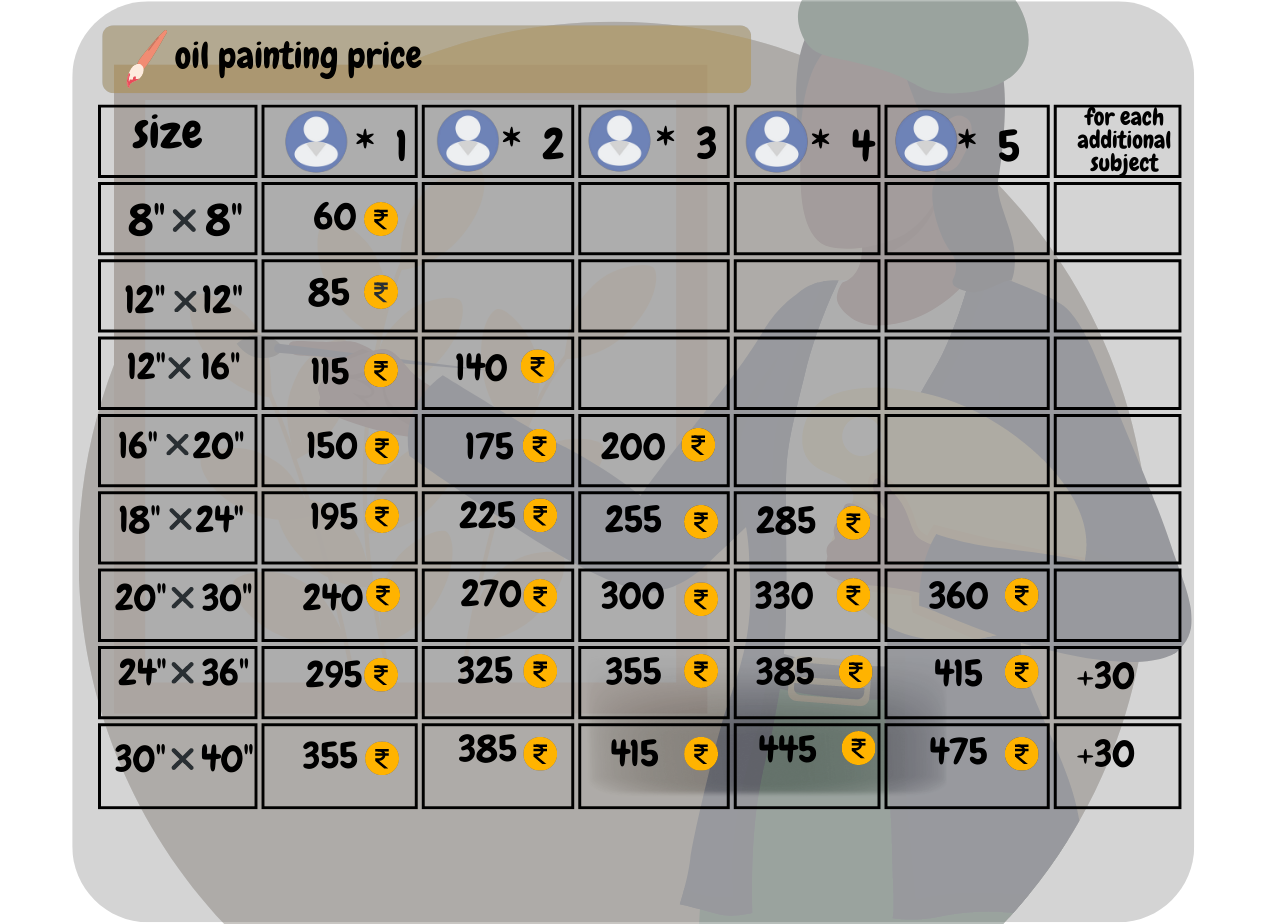 oil painting price
size * 1 * 2 * 3 * 4 * 5 for each
additional
subject
8" × 8" 60 ₹
12" ×12" 85 ₹
12"× 16" 115 ₹ 140 ₹
16" ×20" 150 ₹ 175 ₹ 200 ₹
18" ×24" 195 ₹ 225 ₹ 255 ₹ 285 ₹
20"× 30" 240 ₹ 270 ₹ 300 ₹ 330 ₹ 360 ₹
24"× 36" 295 ₹ 325 ₹ 355 ₹ 385 ₹ 415 ₹ +30
30"× 40" 355 ₹ 385 ₹ 415 ₹ 445 ₹ 475 ₹ +30